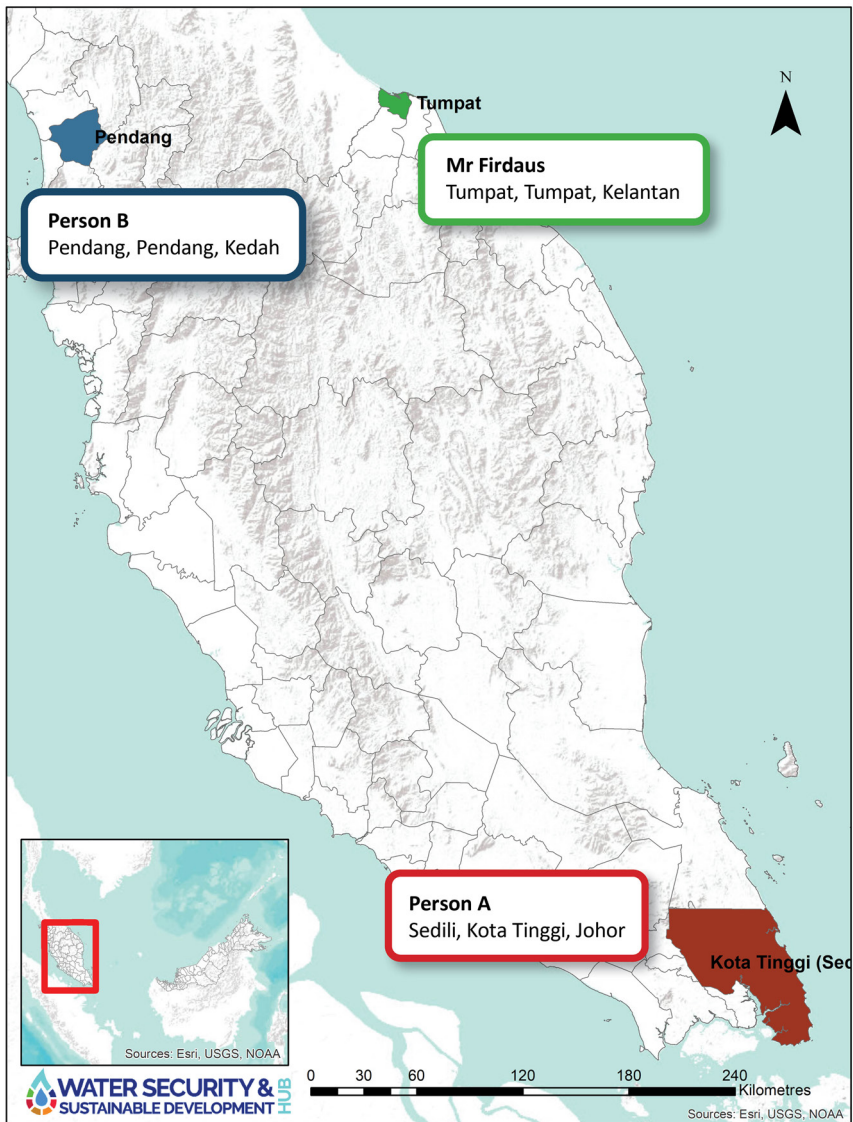 N
Tumpat
Pendang
Mr Firdaus
Tumpat, Tumpat, Kelantan
Person B
Pendang, Pendang, Kedah
Person A
Sedili, Kota Tinggi, Johor
Kota Tinggi (Sed
Sources: Esri, USGS, NOAA
WATER SECURITY &
SUSTAINABLE DEVELOPMENT
HUB
0 30 60 120 180 240
Kilometres
Sources: Esri, USGS, NOAA